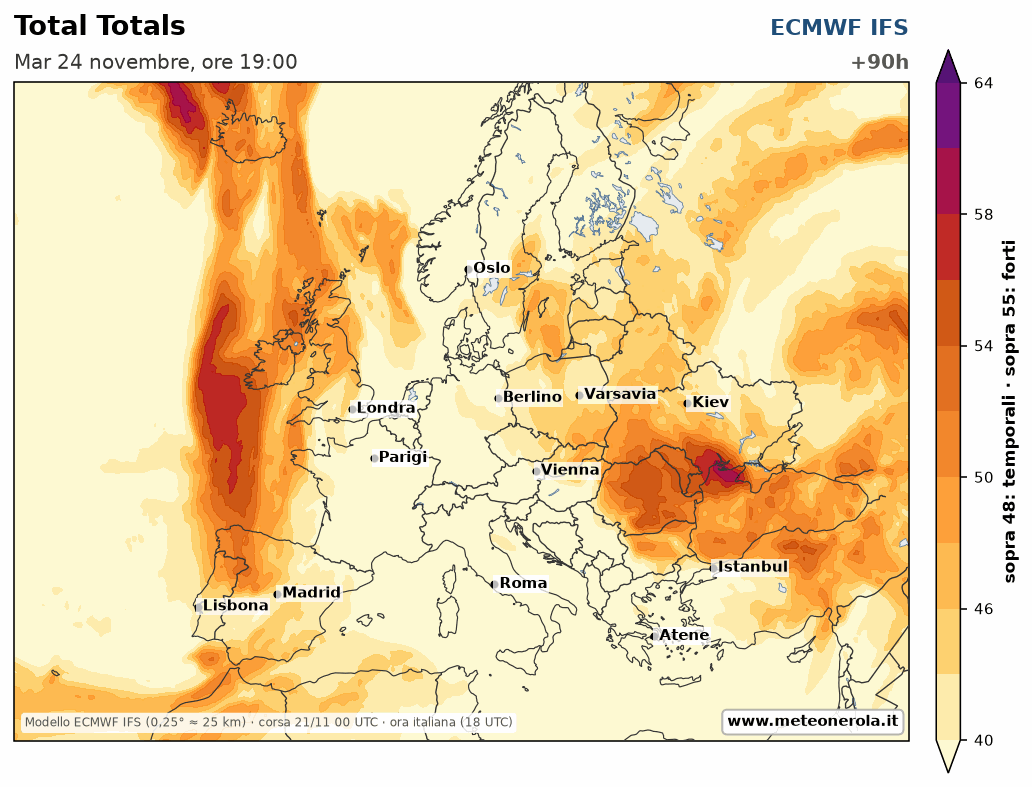 Total Totals
ECMWF IFS
Mar 24 novembre, ore 19:00
+90h
64
58
54
50
46
40
sopra 48: temporali · sopra 55: forti
Oslo
Berlino
Varsavia
Kiev
Londra
Parigi
Vienna
Istanbul
Roma
Madrid
Lisbona
Atene
Modello ECMWF IFS (0,25° ≈ 25 km) · corsa 21/11 00 UTC · ora italiana (18 UTC)
www.meteonerola.it